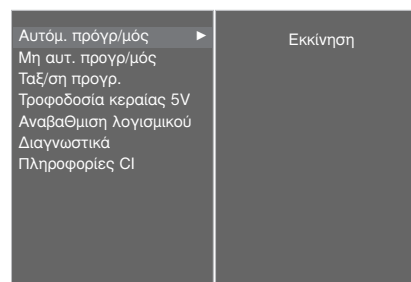 Αυτόμ. πρόγρ/μός ►
Μη αυτ. προγρ/μός
Ταξ/ση προγρ.
Τροφοδοσία κεραίας 5V
ΑναβαΘμιση λογισμικού
Διαγνωστικά
Πληροφορίες CI
Εκκίνηση